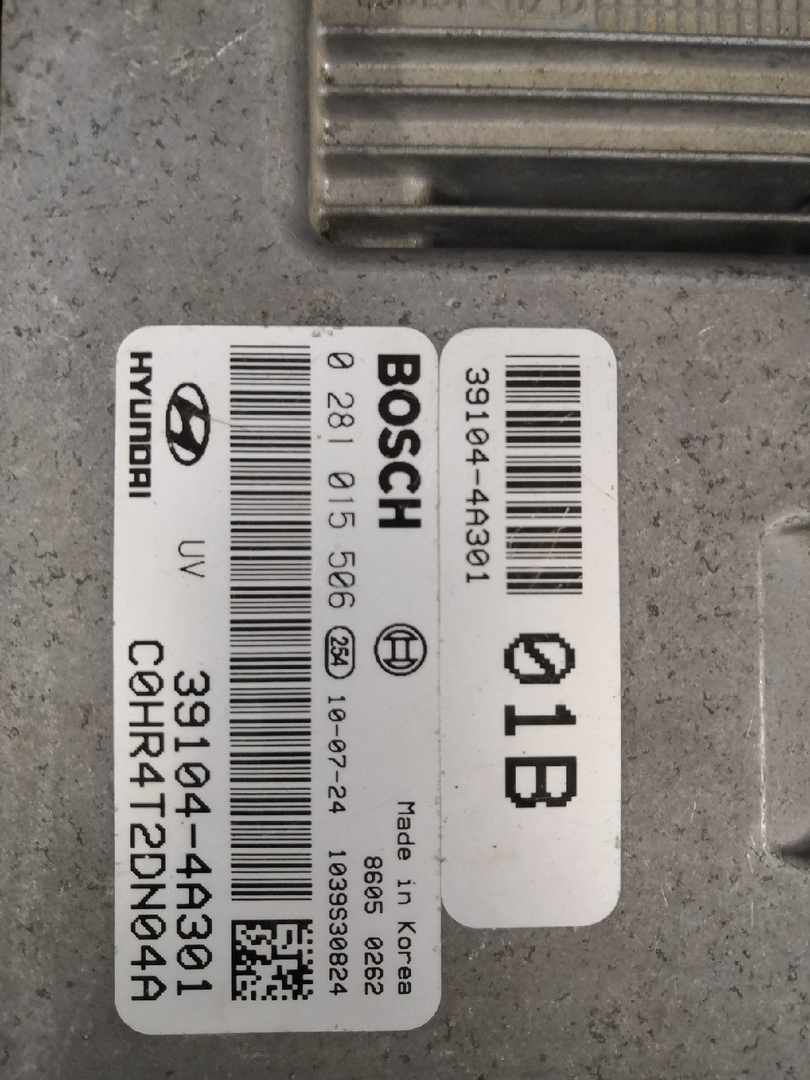 39104-4A301
01B
BOSCH
Made in Korea
8605 0262
0 281 015 506 254 10-07-24 1039S30824
UV 39104-4A301
HYUNDAI C0HR4T2DN04A